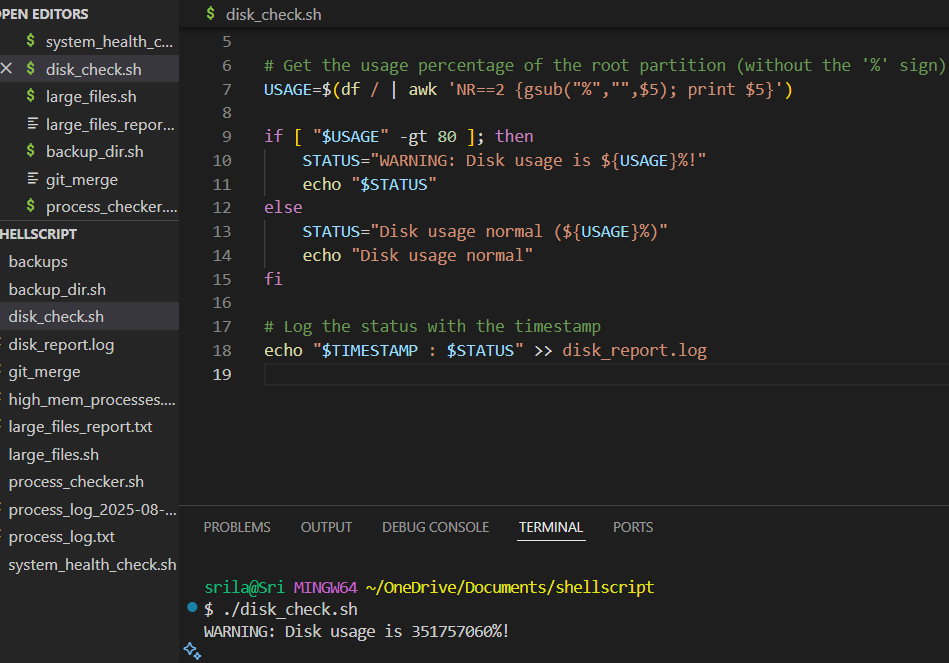 OPEN EDITORS
$ system_health_c...
$ disk_check.sh
$ large_files.sh
large_files_repor...
$ backup_dir.sh
git_merge
$ process_checker....
HELLSCRIPT
backups
backup_dir.sh
disk_check.sh
disk_report.log
git_merge
high_mem_processes....
large_files_report.txt
large_files.sh
process_checker.sh
process_log_2025-08-...
process_log.txt
system_health_check.sh
$ disk_check.sh
5
6 # Get the usage percentage of the root partition (without the '%' sign)
7 USAGE=$(df / | awk 'NR==2 {gsub("%","",$5); print $5}')
8
9 if [ "$USAGE" -gt 80 ]; then
10 STATUS="WARNING: Disk usage is ${USAGE}%!"
11 echo "$STATUS"
12 else
13 STATUS="Disk usage normal (${USAGE}%)"
14 echo "Disk usage normal"
15 fi
16
17 # Log the status with the timestamp
18 echo "$TIMESTAMP : $STATUS" >> disk_report.log
19
PROBLEMS OUTPUT DEBUG CONSOLE TERMINAL PORTS
srila@Sri MINGW64 ~/OneDrive/Documents/shellscript
$ ./disk_check.sh
WARNING: Disk usage is 351757060%!